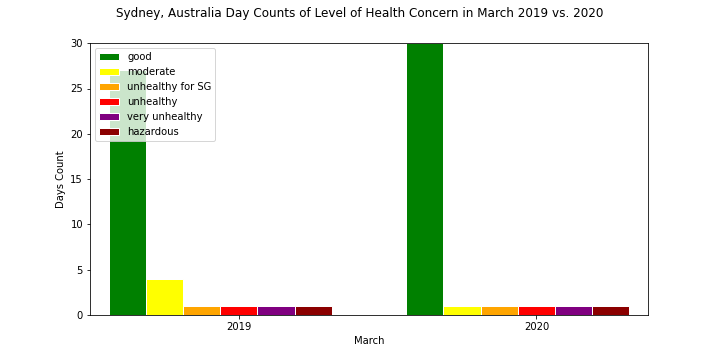 Sydney, Australia Day Counts of Level of Health Concern in March 2019 vs. 2020
30
25
20
15
10
5
0
Days Count
good
moderate
unhealthy for SG
unhealthy
very unhealthy
hazardous
2019
2020
March